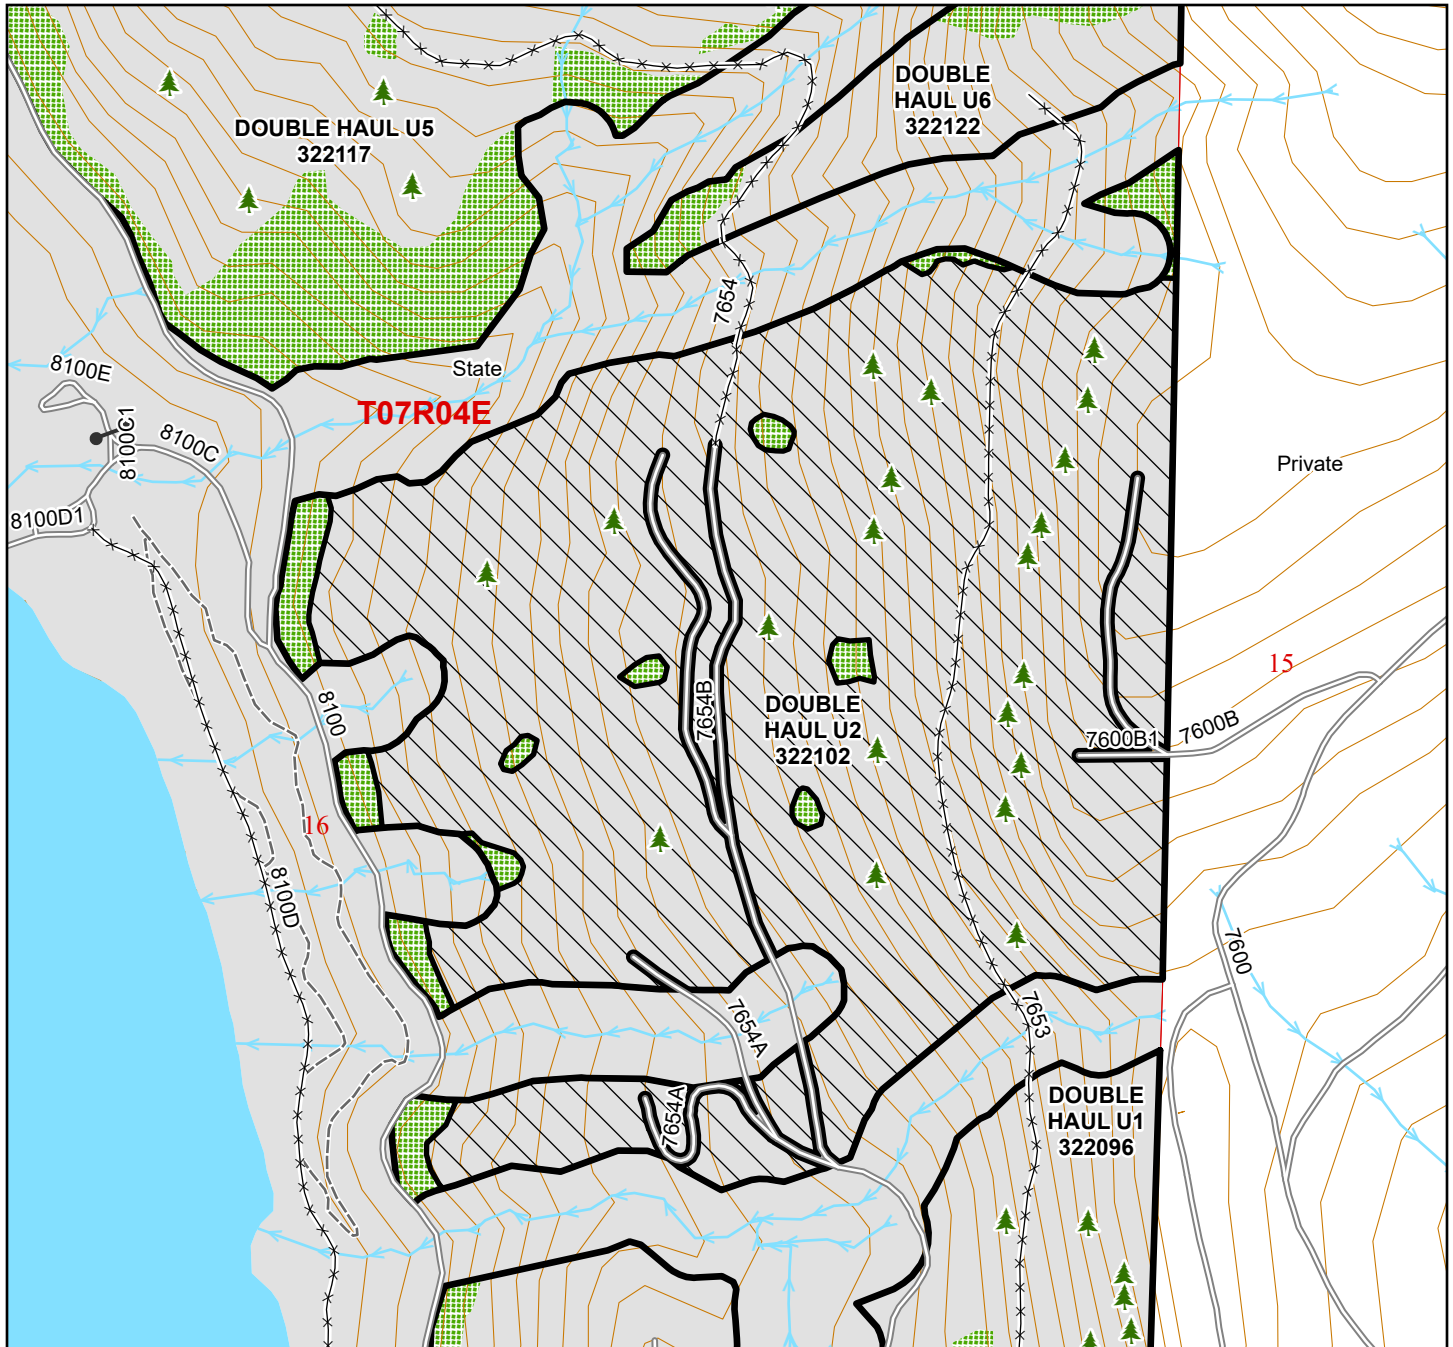 DOUBLE
HAUL U6
322122
DOUBLE HAUL U5
322117
7654
State
8100E
T07R04E
8100C1
8100C
Private
8100D1
15
8100
7654B
DOUBLE
HAUL U2
322102
7600B
7600B1
16
8100D
7600
7654A
7653
7654A
DOUBLE
HAUL U1
322096